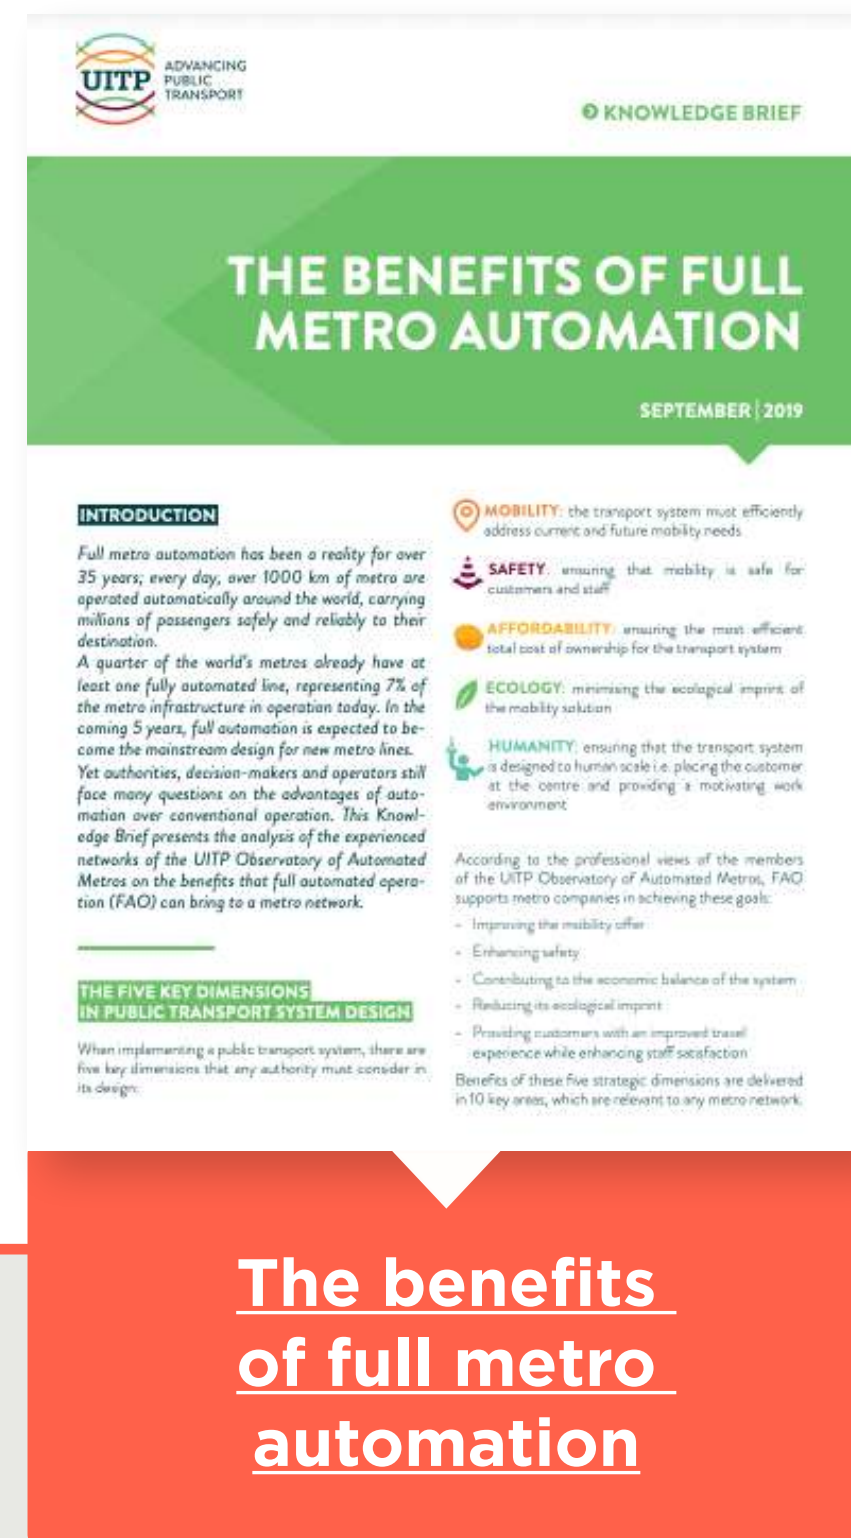 UITP
ADVANCING
PUBLIC
TRANSPORT
KNOWLEDGE BRIEF
THE BENEFITS OF FULL
METRO AUTOMATION
SEPTEMBER | 2019
INTRODUCTION
Full metro automation has been a reality for over
35 years; every day, over 1000 km of metro are
operated automatically around the world, carrying
millions of passengers safely and reliably to their
destination.
A quarter of the world's metros already have at
least one fully automated line, representing 7% of
the metro infrastructure in operation today. In the
coming 5 years, full automation is expected to be-
come the mainstream design for new metro lines.
Yet authorities, decision-makers and operators still
face many questions on the advantages of auto-
mation over conventional operation. This Knowl-
edge Brief presents the analysis of the experienced
networks of the UITP Observatory of Automated
Metros on the benefits that full automated opera-
tion (FAO) can bring to a metro network.
THE FIVE KEY DIMENSIONS
IN PUBLIC TRANSPORT SYSTEM DESIGN
When implementing a public transport system, there are
five key dimensions that any authority must consider in
its design:
MOBILITY: the transport system must efficiently
address current and future mobility needs
SAFETY: ensuring that mobility is safe for
customers and staff
AFFORDABILITY: ensuring the most efficient
total cost of ownership for the transport system
ECOLOGY: minimising the ecological imprint of
the mobility solution
HUMANITY: ensuring that the transport system
is designed to human scale i.e. placing the customer
at the centre and providing a motivating work
environment
According to the professional views of the members
of the UITP Observatory of Automated Metros, FAO
supports metro companies in achieving these goals:
- Improving the mobility offer
- Enhancing safety
- Contributing to the economic balance of the system
- Reducing its ecological imprint
- Providing customers with an improved travel
experience while enhancing staff satisfaction
Benefits of these five strategic dimensions are delivered
in 10 key areas, which are relevant to any metro network.
The benefits
of full metro
automation